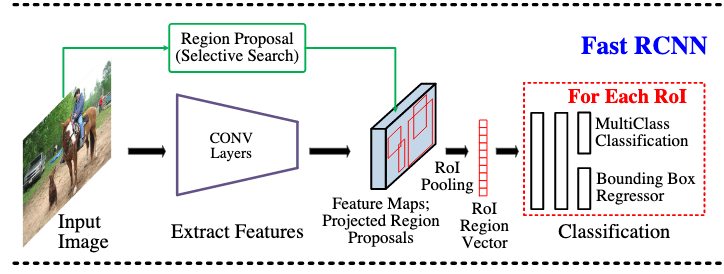 Region Proposal
(Selective Search)
Fast RCNN
For Each RoI
CONV
Layers
MultiClass
Classification
RoI
Pooling
Bounding Box
Regressor
Input
Image
Extract Features
Feature Maps;
Projected Region
Proposals
RoI
Region
Vector
Classification